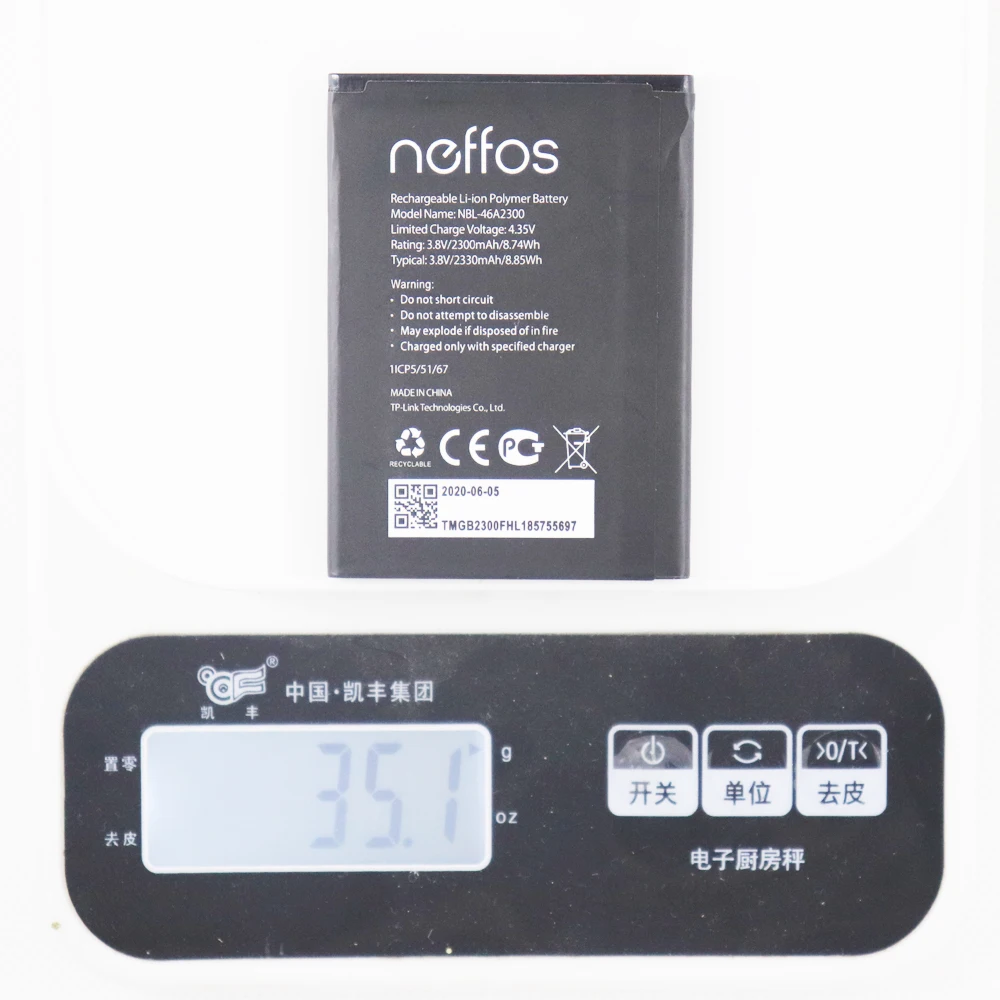 neffos
Rechargeable Li-ion Polymer Battery
Model Name: NBL-46A2300
Limited Charge Voltage: 4.35V
Rating: 3.8V/2300mAh/8.74Wh
Typical: 3.8V/2330mAh/8.85Wh
Warning:
• Do not short circuit
• Do not attempt to disassemble
• May explode if disposed of in fire
• Charged only with specified charger
1ICP5/51/67
MADE IN CHINA
TP-Link Technologies Co., Ltd.
RECYCLABLE
2020-06-05
TMGB2300FHL185755697
凯丰 ® 中国·凯丰集团
置零 35.1 g
去皮 oz
>0/T<
开关 单位 去皮
电子厨房秤